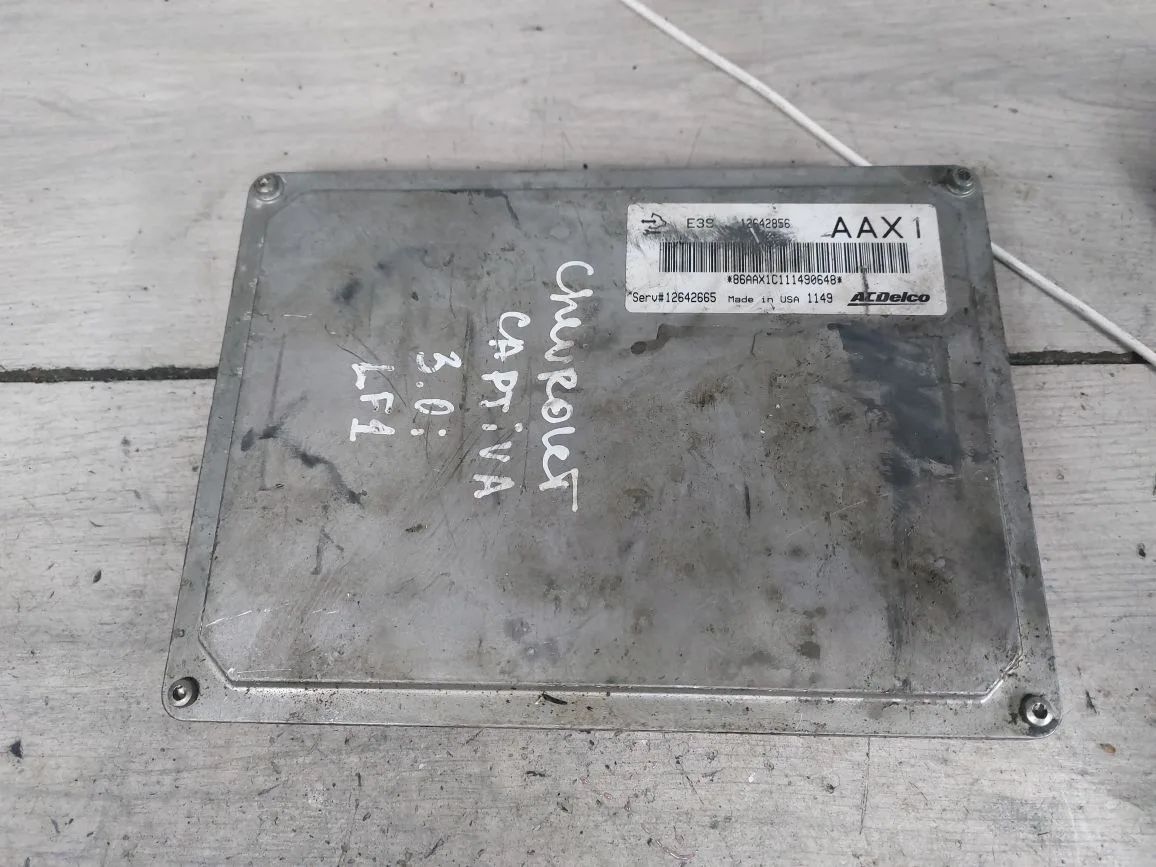 E39 12642856 AAX1
*86AAX1C111490648*
Serv#12642665 Made in USA 1149 ACDelco
CHEVROLET
CAPTIVA
3.0i
LF1